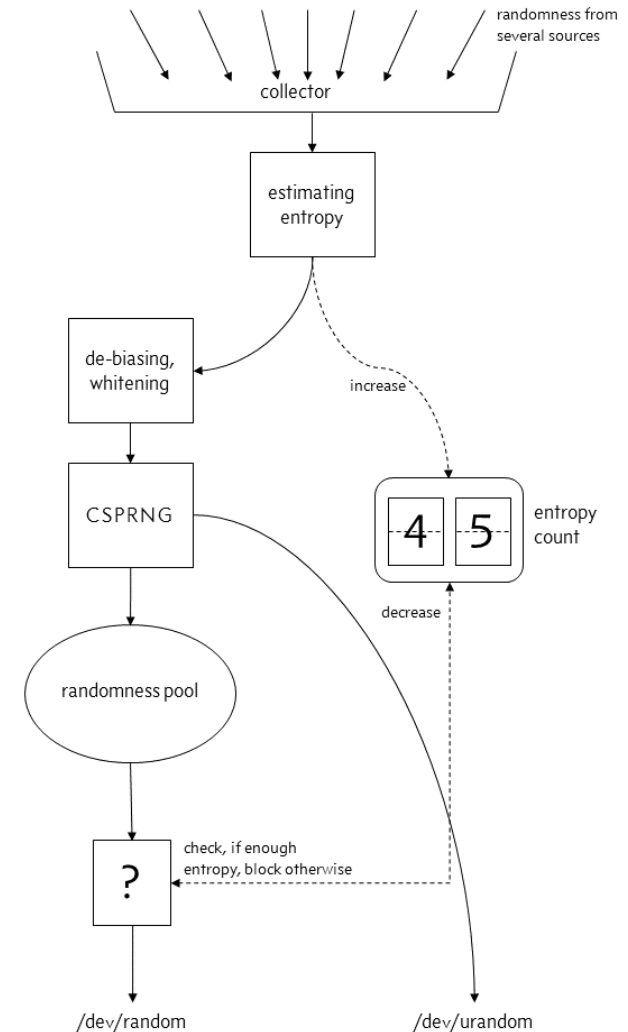 randomness from
several sources
collector
estimating
entropy
de-biasing,
whitening
increase
CSPRNG
4 5
entropy
count
decrease
randomness pool
check, if enough
entropy, block otherwise
?
/dev/random
/dev/urandom